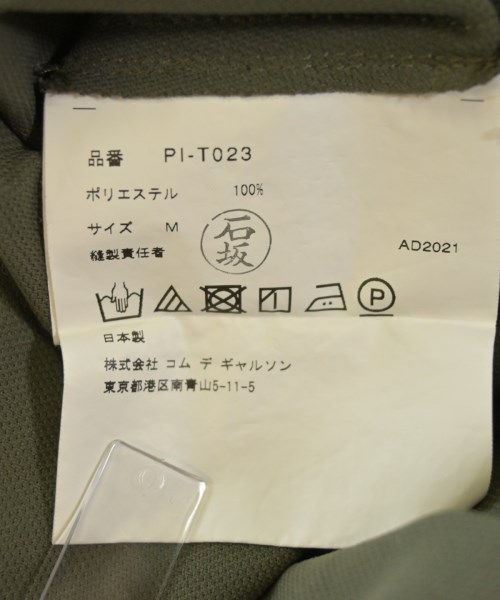 品番 PI-T023
ポリエステル 100%
サイズ M
石坂
縫製責任者
AD2021
P
日本製
株式会社 コム デ ギャルソン
東京都港区南青山5-11-5